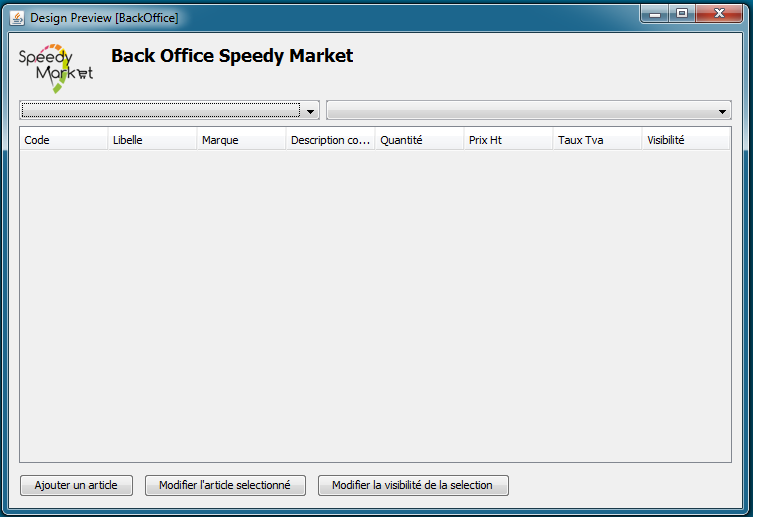 Design Preview [BackOffice]
Speedy
Market
Back Office Speedy Market
Code Libelle Marque Description co... Quantité Prix Ht Taux Tva Visibilité
Ajouter un article Modifier l'article selectionné Modifier la visibilité de la selection